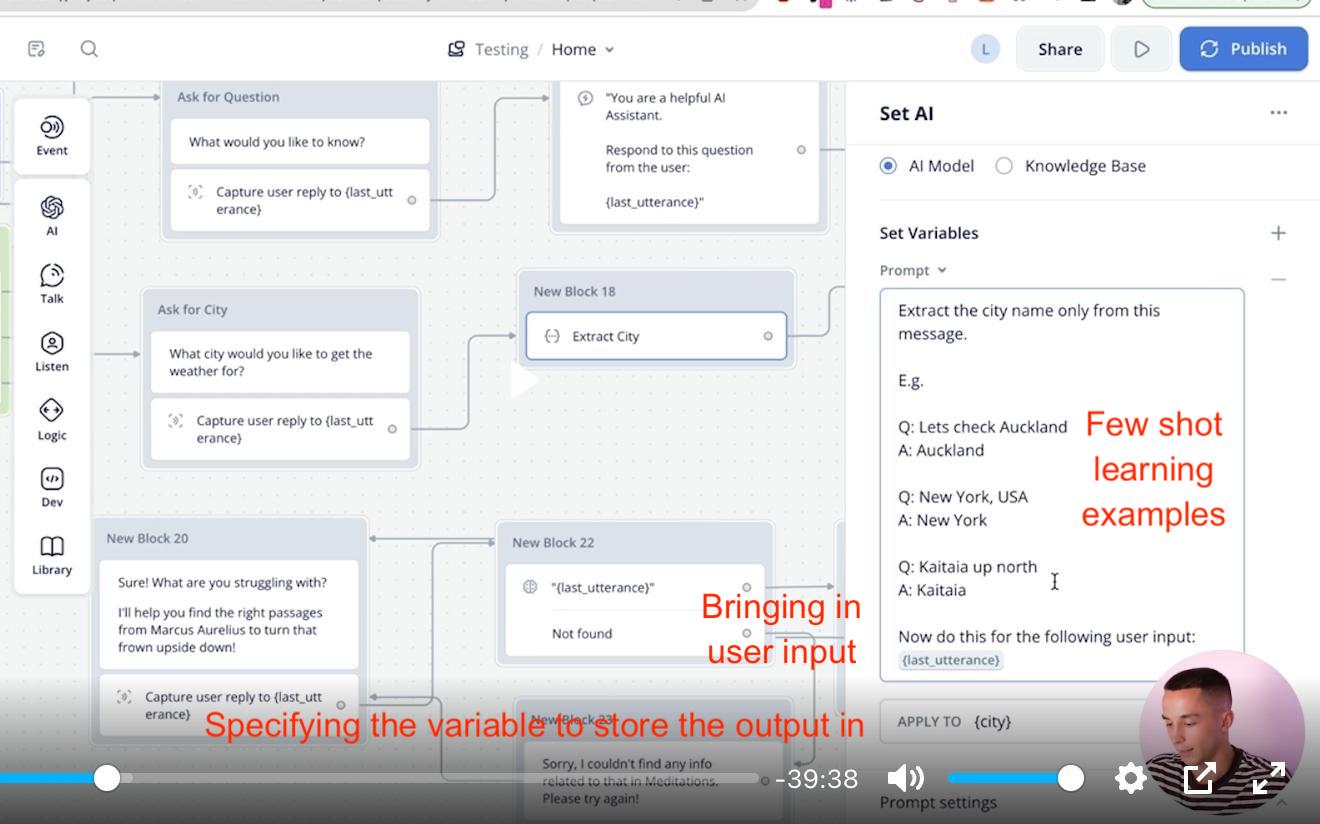 Testing / Home
L
Share
Publish
Event
AI
Talk
Listen
Logic
Dev
Library
Ask for Question
What would you like to know?
Capture user reply to {last_utt
erance}
"You are a helpful AI
Assistant.
Respond to this question
from the user:
{last_utterance}"
Ask for City
What city would you like to get the
weather for?
Capture user reply to {last_utt
erance}
New Block 18
Extract City
New Block 20
Sure! What are you struggling with?
I'll help you find the right passages
from Marcus Aurelius to turn that
frown upside down!
Capture user reply to {last_utt
erance}
New Block 22
"{last_utterance}"
Not found
New Block 23
Sorry, I couldn't find any info
related to that in Meditations.
Please try again!
Set AI
AI Model
Knowledge Base
Set Variables
Prompt
Extract the city name only from this
message.
E.g.
Q: Lets check Auckland
A: Auckland
Q: New York, USA
A: New York
Q: Kaitaia up north
A: Kaitaia
Now do this for the following user input:
{last_utterance}
APPLY TO {city}
Prompt settings
Few shot
learning
examples
Bringing in
user input
Specifying the variable to store the output in
-39:38